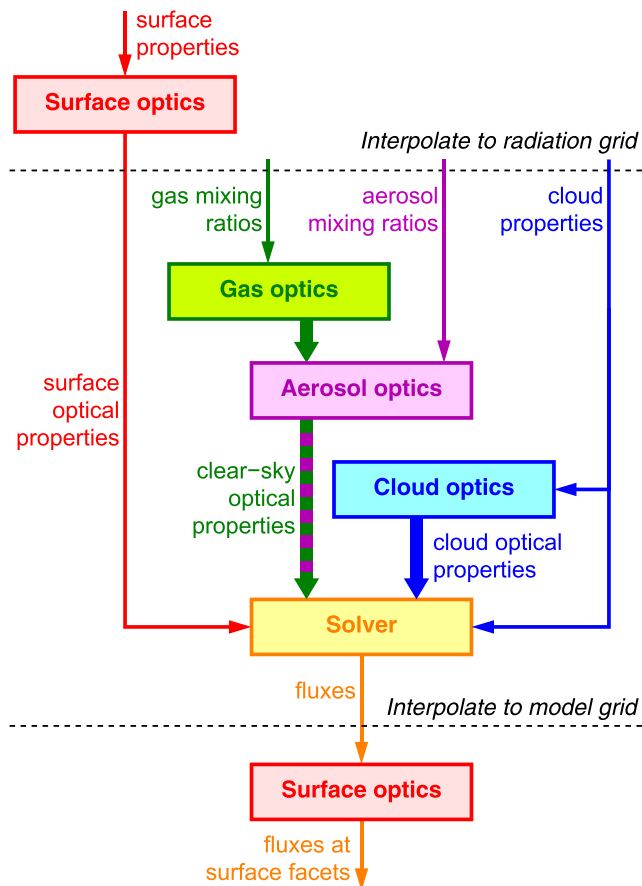 surface
properties
Surface optics
Interpolate to radiation grid
gas mixing
ratios
aerosol
mixing ratios
cloud
properties
Gas optics
surface
optical
properties
Aerosol optics
clear−sky
optical
properties
Cloud optics
cloud optical
properties
Solver
fluxes
Interpolate to model grid
Surface optics
fluxes at
surface facets